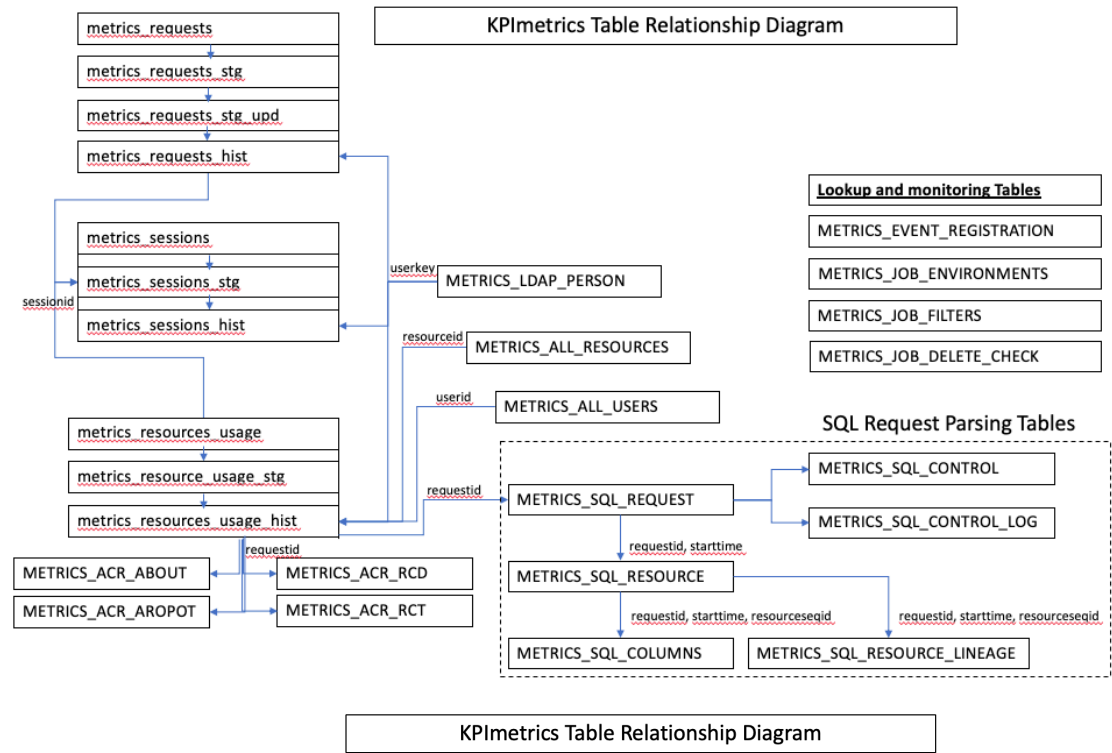 KPImetrics Table Relationship Diagram
metrics_requests
metrics_requests_stg
metrics_requests_stg_upd
metrics_requests_hist
metrics_sessions
metrics_sessions_stg
sessionid
metrics_sessions_hist
userkey
METRICS_LDAP_PERSON
resourceid
METRICS_ALL_RESOURCES
userid
METRICS_ALL_USERS
Lookup and monitoring Tables
METRICS_EVENT_REGISTRATION
METRICS_JOB_ENVIRONMENTS
METRICS_JOB_FILTERS
METRICS_JOB_DELETE_CHECK
metrics_resources_usage
metrics_resource_usage_stg
metrics_resources_usage_hist
requestid
METRICS_ACR_ABOUT
METRICS_ACR_RCD
METRICS_ACR_AROPOT
METRICS_ACR_RCT
SQL Request Parsing Tables
requestid
METRICS_SQL_REQUEST
METRICS_SQL_CONTROL
METRICS_SQL_CONTROL_LOG
requestid, starttime
METRICS_SQL_RESOURCE
requestid, starttime, resourceseqid
requestid, starttime, resourceseqid
METRICS_SQL_COLUMNS
METRICS_SQL_RESOURCE_LINEAGE
KPImetrics Table Relationship Diagram